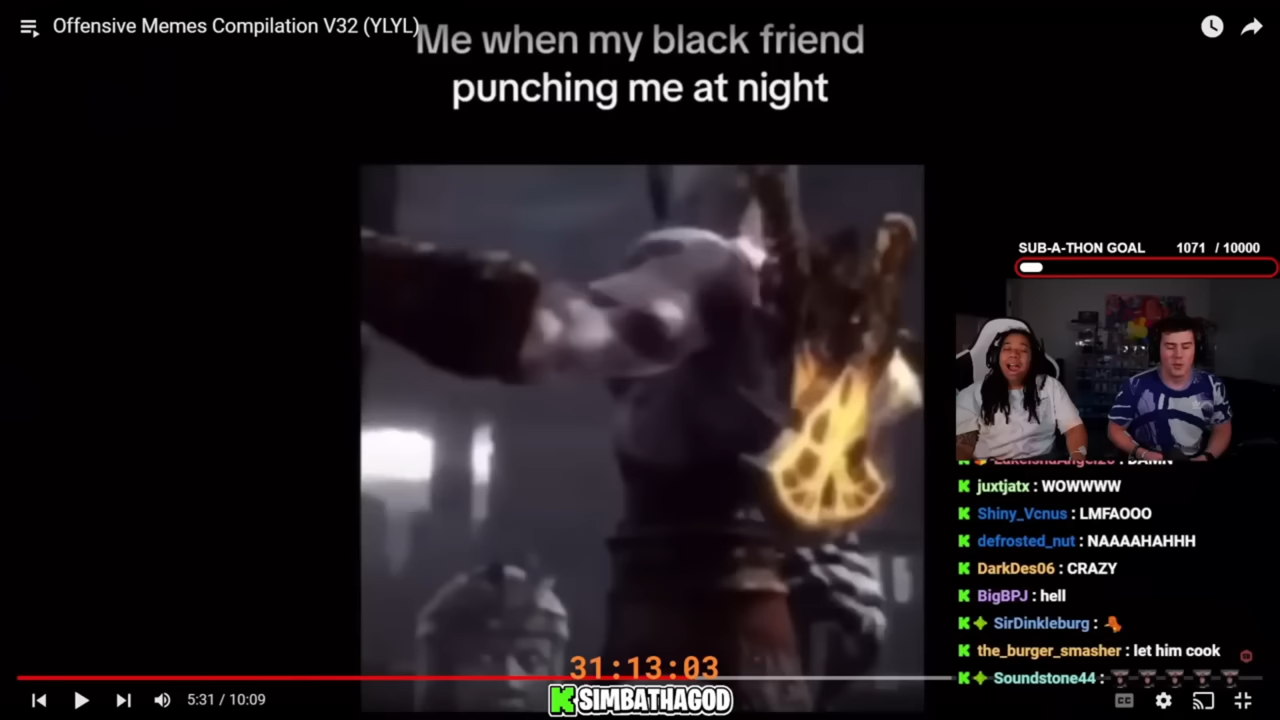 Offensive Memes Compilation V32 (YLYL)
Me when my black friend
punching me at night
SUB-A-THON GOAL 1071 / 10000
juxtjatx : WOWWWW
Shiny_Vcnus : LMFAOOO
defrosted_nut : NAAAAHAHHH
DarkDes06 : CRAZY
BigBPJ : hell
SirDinkleburg :
the_burger_smasher : let him cook
Soundstone44 :
31:13:03
K SIMBATHAGOD
5:31 / 10:09
CC